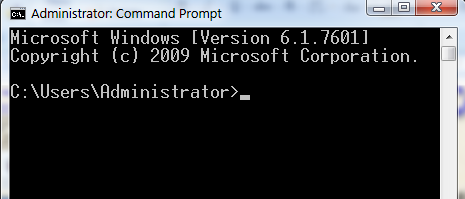 Administrator: Command Prompt
Microsoft Windows [Version 6.1.7601]
Copyright (c) 2009 Microsoft Corporation.
C:\Users\Administrator>_